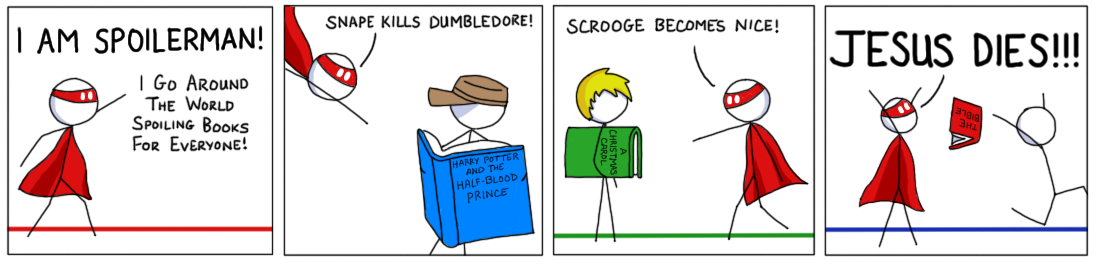 I AM SPOILERMAN!
I GO AROUND
THE WORLD
SPOILING BOOKS
FOR EVERYONE!
SNAPE KILLS DUMBLEDORE!
HARRY POTTER
AND THE
HALF-BLOOD
PRINCE
SCROOGE BECOMES NICE!
A
CHRISTMAS
CAROL
JESUS DIES!!!
THE
BIBLE